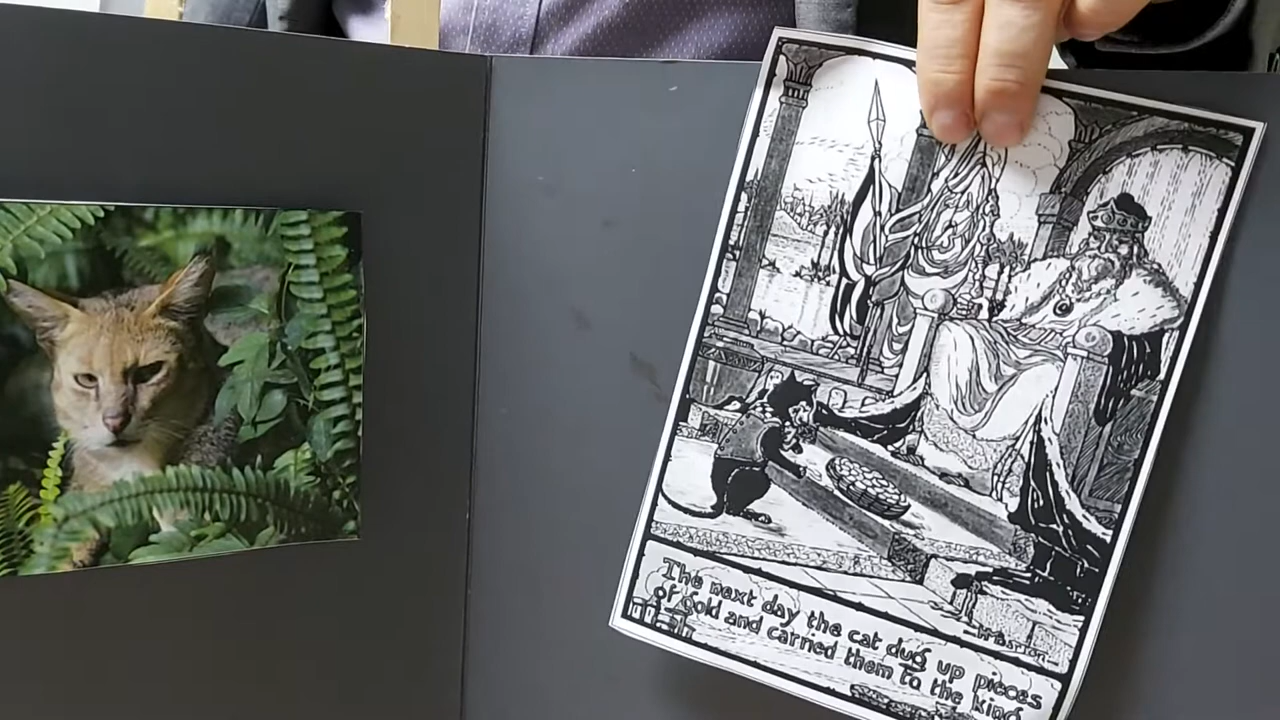 The next day the cat dug up pieces
of gold and carried them to the king